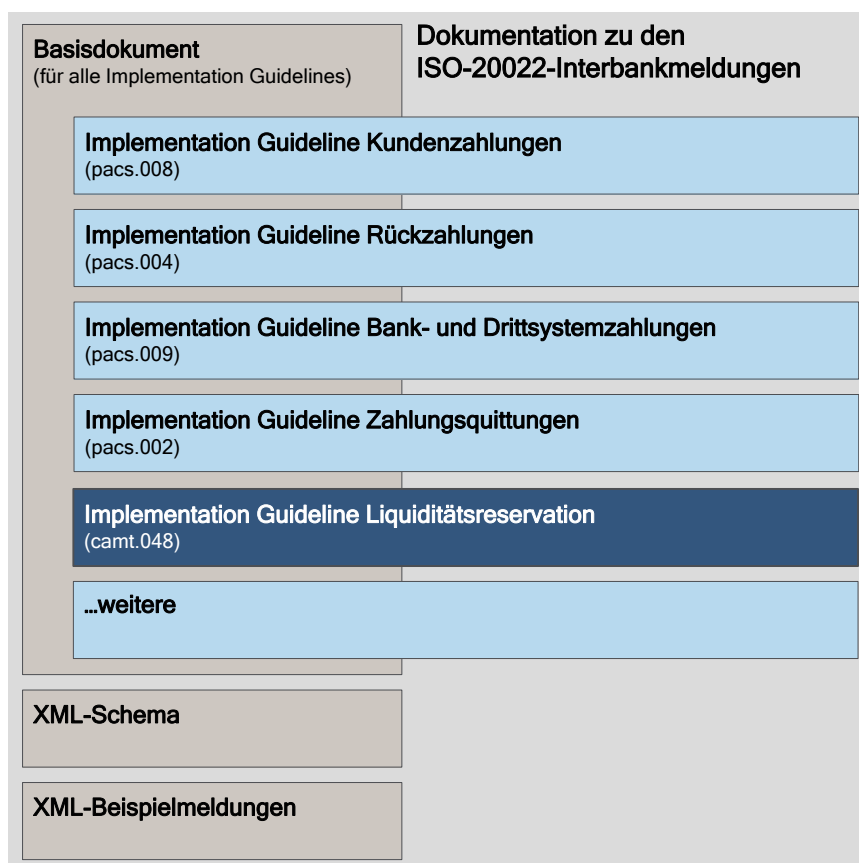 Basisdokument
(für alle Implementation Guidelines)
Dokumentation zu den
ISO-20022-Interbankmeldungen
Implementation Guideline Kundenzahlungen
(pacs.008)
Implementation Guideline Rückzahlungen
(pacs.004)
Implementation Guideline Bank- und Drittsystemzahlungen
(pacs.009)
Implementation Guideline Zahlungsquittungen
(pacs.002)
Implementation Guideline Liquiditätsreservation
(camt.048)
...weitere
XML-Schema
XML-Beispielmeldungen